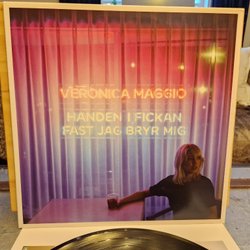 VERONICA MAGGIO
HANDEN I FICKAN
FAST JAG BRYR MIG